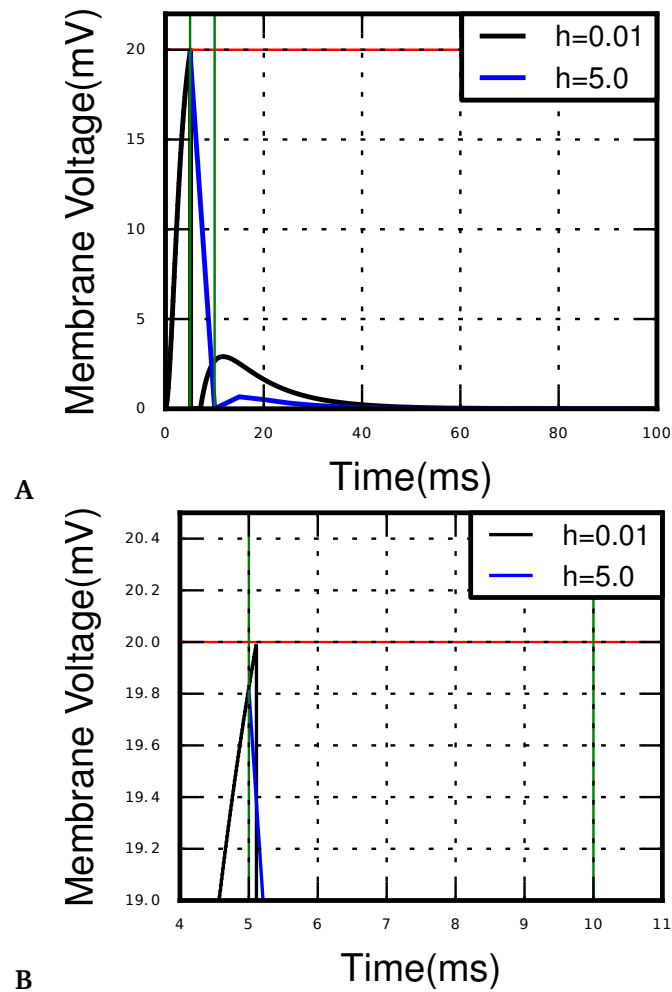 20
15
10
5
0
Membrane Voltage(mV)
h=0.01
h=5.0
0 20 40 60 80 100
Time(ms)
A
20.4
20.2
20.0
19.8
19.6
19.4
19.2
19.0
Membrane Voltage(mV)
h=0.01
h=5.0
4 5 6 7 8 9 10 11
Time(ms)
B